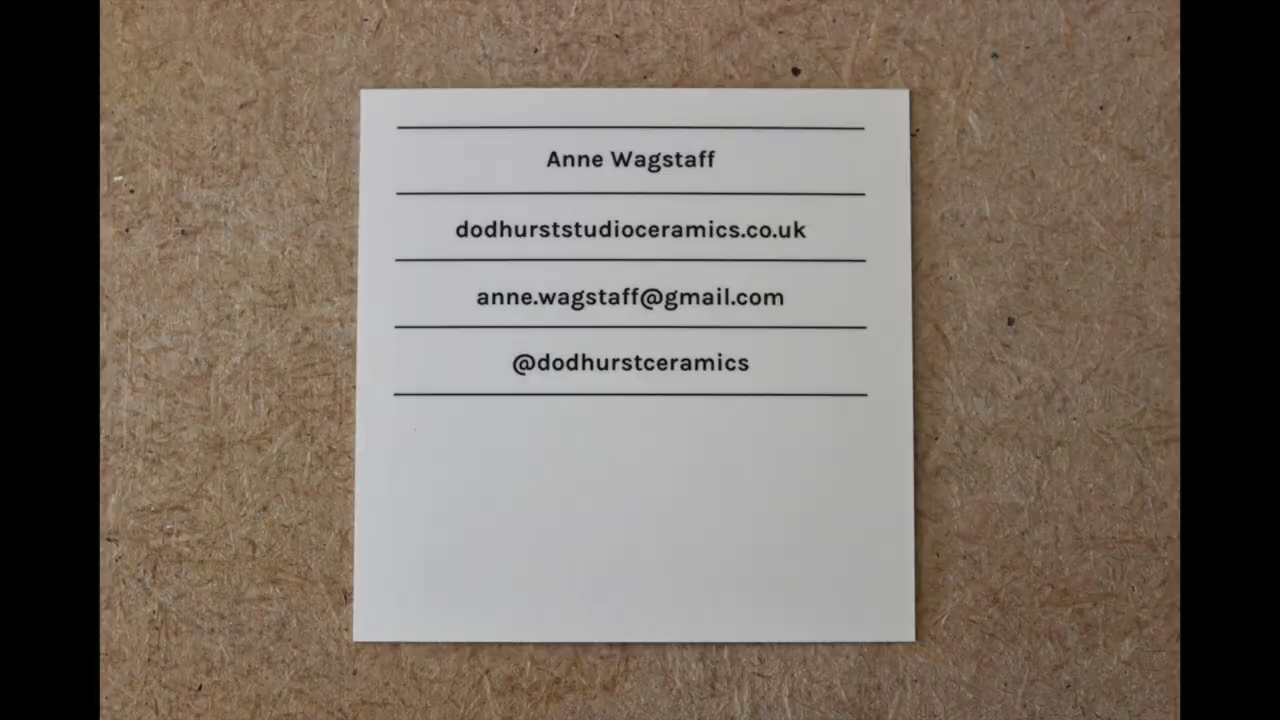 Anne Wagstaff
dodhurststudioceramics.co.uk
anne.wagstaff@gmail.com
@dodhurstceramics